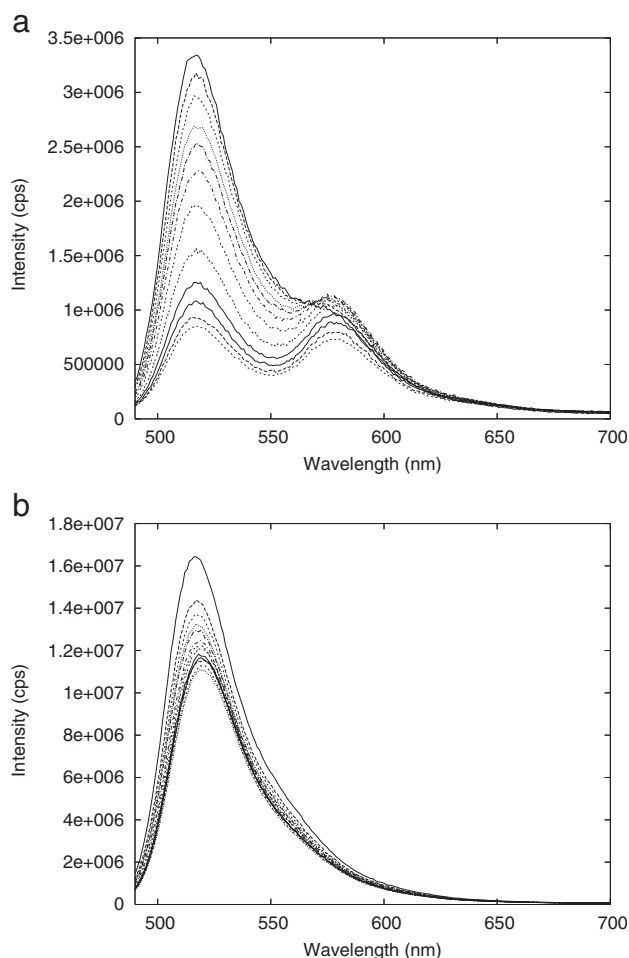 a
3.5e+006
3e+006
2.5e+006
2e+006
1.5e+006
1e+006
500000
0
Intensity (cps)
500 550 600 650 700
Wavelength (nm)
b
1.8e+007
1.6e+007
1.4e+007
1.2e+007
1e+007
8e+006
6e+006
4e+006
2e+006
0
Intensity (cps)
500 550 600 650 700
Wavelength (nm)